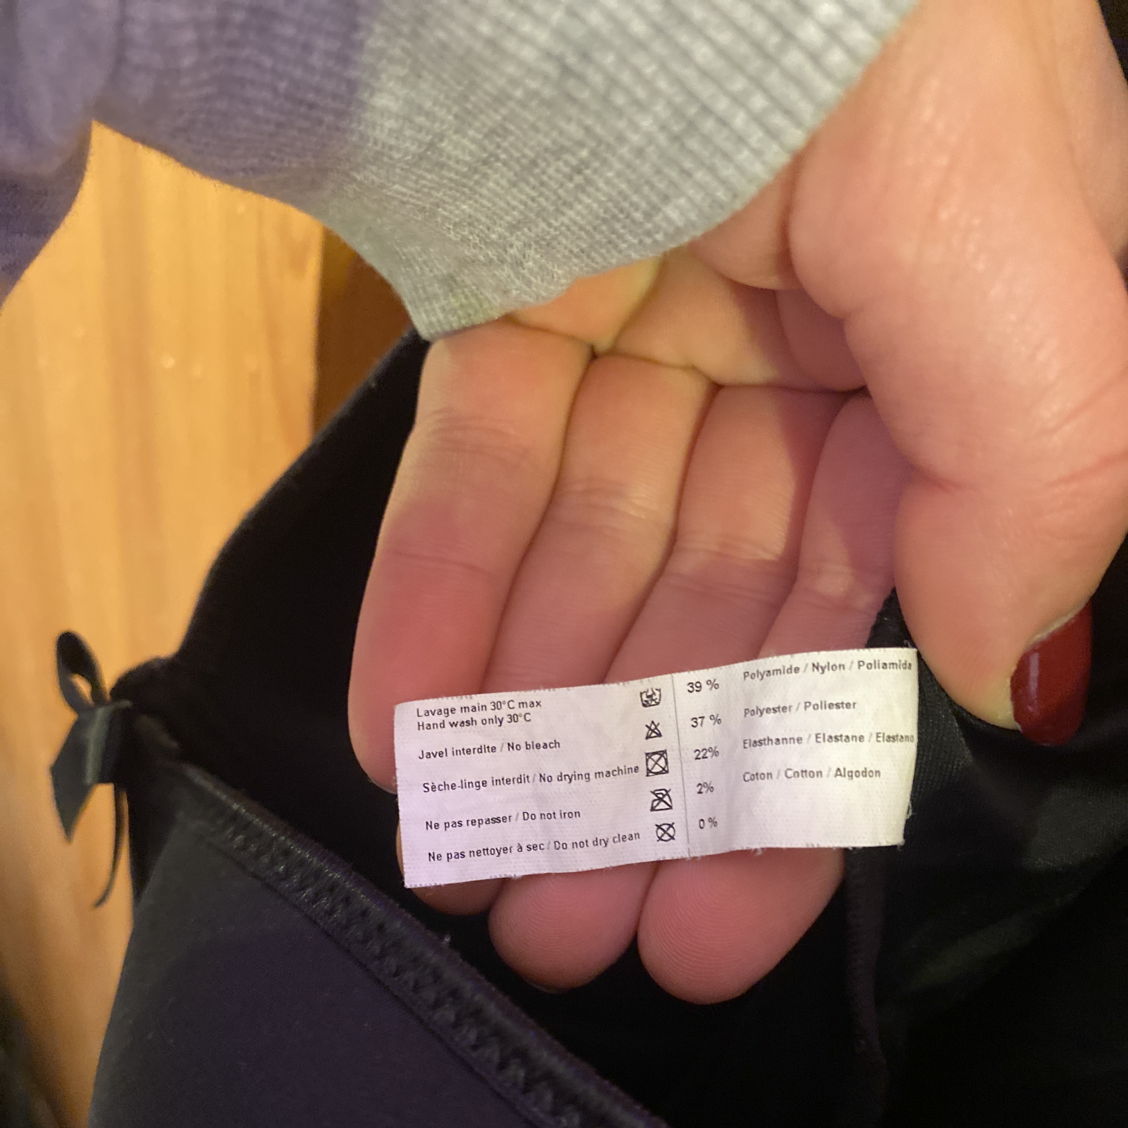 Lavage main 30°C max
Hand wash only 30°C
Javel interdite / No bleach
Sèche-linge interdit / No drying machine
Ne pas repasser / Do not iron
Ne pas nettoyer à sec / Do not dry clean
39 % Polyamide / Nylon / Poliamida
37 % Polyester / Poliester
22% Elasthanne / Elastane / Elastano
2% Coton / Cotton / Algodon
0 %